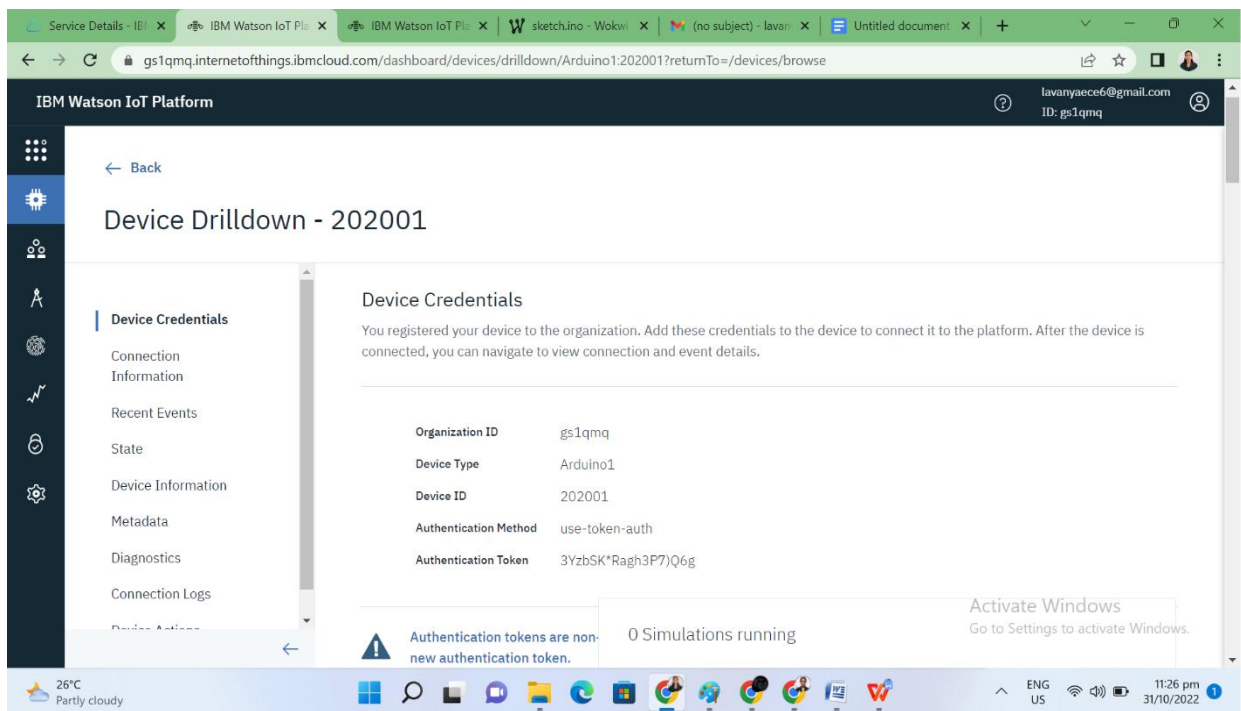 Service Details - IBM
IBM Watson IoT Pla
IBM Watson IoT Pla
sketch.ino - Wokwi
(no subject) - lavan
Untitled document
gs1qmq.internetofthings.ibmcloud.com/dashboard/devices/drilldown/Arduino1:202001?returnTo=/devices/browse
IBM Watson IoT Platform
lavanyaece6@gmail.com
ID: gs1qmq
Back
Device Drilldown - 202001
Device Credentials
Connection
Information
Recent Events
State
Device Information
Metadata
Diagnostics
Connection Logs
Device Actions
Device Credentials
You registered your device to the organization. Add these credentials to the device to connect it to the platform. After the device is
connected, you can navigate to view connection and event details.
Organization ID gs1qmq
Device Type Arduino1
Device ID 202001
Authentication Method use-token-auth
Authentication Token 3YzbSK*Ragh3P7)Q6g
Authentication tokens are non-
new authentication token.
0 Simulations running
Activate Windows
Go to Settings to activate Windows.
26°C
Partly cloudy
ENG
US
11:26 pm
31/10/2022
1